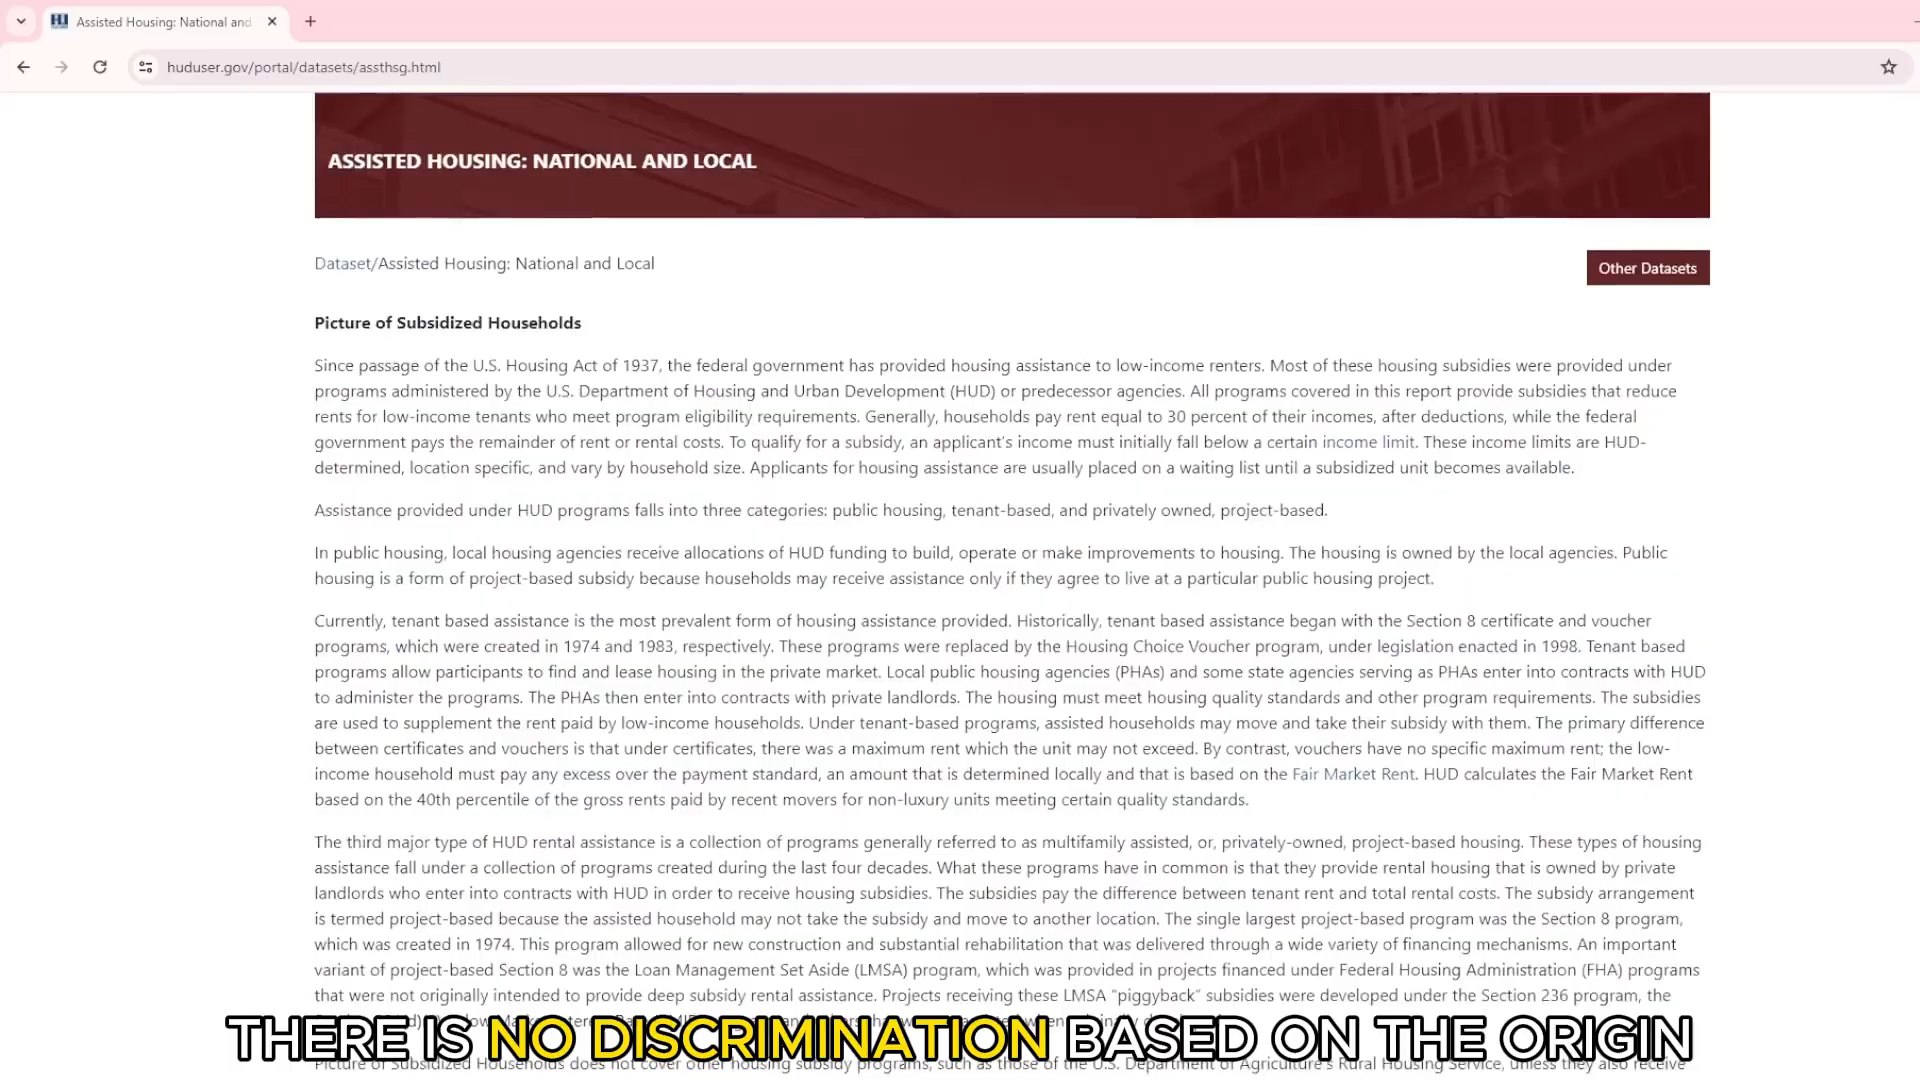 Assisted Housing: National and
huduser.gov/portal/datasets/assthsg.html
ASSISTED HOUSING: NATIONAL AND LOCAL
Dataset/Assisted Housing: National and Local
Other Datasets
Picture of Subsidized Households
Since passage of the U.S. Housing Act of 1937, the federal government has provided housing assistance to low-income renters. Most of these housing subsidies were provided under
programs administered by the U.S. Department of Housing and Urban Development (HUD) or predecessor agencies. All programs covered in this report provide subsidies that reduce
rents for low-income tenants who meet program eligibility requirements. Generally, households pay rent equal to 30 percent of their incomes, after deductions, while the federal
government pays the remainder of rent or rental costs. To qualify for a subsidy, an applicant's income must initially fall below a certain income limit. These income limits are HUD-
determined, location specific, and vary by household size. Applicants for housing assistance are usually placed on a waiting list until a subsidized unit becomes available.
Assistance provided under HUD programs falls into three categories: public housing, tenant-based, and privately owned, project-based.
In public housing, local housing agencies receive allocations of HUD funding to build, operate or make improvements to housing. The housing is owned by the local agencies. Public
housing is a form of project-based subsidy because households may receive assistance only if they agree to live at a particular public housing project.
Currently, tenant based assistance is the most prevalent form of housing assistance provided. Historically, tenant based assistance began with the Section 8 certificate and voucher
programs, which were created in 1974 and 1983, respectively. These programs were replaced by the Housing Choice Voucher program, under legislation enacted in 1998. Tenant based
programs allow participants to find and lease housing in the private market. Local public housing agencies (PHAs) and some state agencies serving as PHAs enter into contracts with HUD
to administer the programs. The PHAs then enter into contracts with private landlords. The housing must meet housing quality standards and other program requirements. The subsidies
are used to supplement the rent paid by low-income households. Under tenant-based programs, assisted households may move and take their subsidy with them. The primary difference
between certificates and vouchers is that under certificates, there was a maximum rent which the unit may not exceed. By contrast, vouchers have no specific maximum rent; the low-
income household must pay any excess over the payment standard, an amount that is determined locally and that is based on the Fair Market Rent. HUD calculates the Fair Market Rent
based on the 40th percentile of the gross rents paid by recent movers for non-luxury units meeting certain quality standards.
The third major type of HUD rental assistance is a collection of programs generally referred to as multifamily assisted, or, privately-owned, project-based housing. These types of housing
assistance fall under a collection of programs created during the last four decades. What these programs have in common is that they provide rental housing that is owned by private
landlords who enter into contracts with HUD in order to receive housing subsidies. The subsidies pay the difference between tenant rent and total rental costs. The subsidy arrangement
is termed project-based because the assisted household may not take the subsidy and move to another location. The single largest project-based program was the Section 8 program,
which was created in 1974. This program allowed for new construction and substantial rehabilitation that was delivered through a wide variety of financing mechanisms. An important
variant of project-based Section 8 was the Loan Management Set Aside (LMSA) program, which was provided in projects financed under Federal Housing Administration (FHA) programs
that were not originally intended to provide deep subsidy rental assistance. Projects receiving these LMSA "piggyback" subsidies were developed under the Section 236 program, the
THERE IS NO DISCRIMINATION BASED ON THE ORIGIN
Picture of Subsidized Households does not cover other housing subsidy programs, such as those of the U.S. Department of Agriculture's Rural Housing Service, unless they also receive